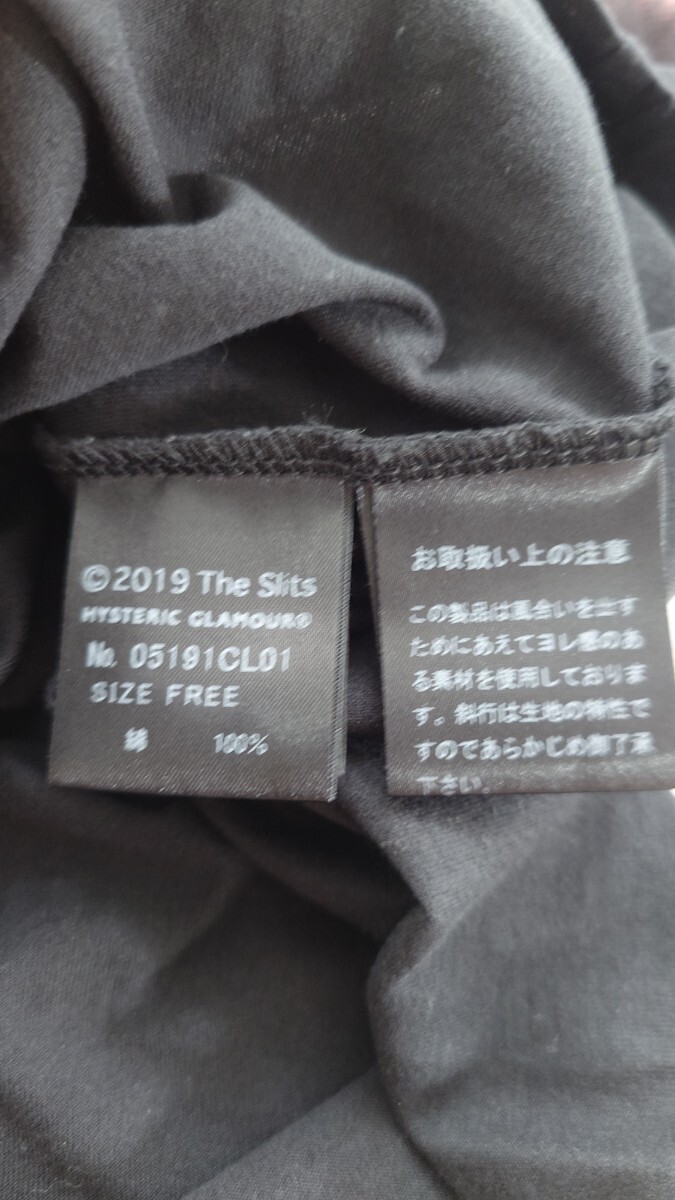 ©2019 The Slits
HYSTERIC GLAMOUR®
No. 05191CL01
SIZE FREE
綿 100%
お取扱い上の注意
この製品は風合いを出す
ためにあえてヨレ感のあ
る素材を使用しておりま
す。斜行は生地の特性で
すのであらかじめ御了承
下さい。